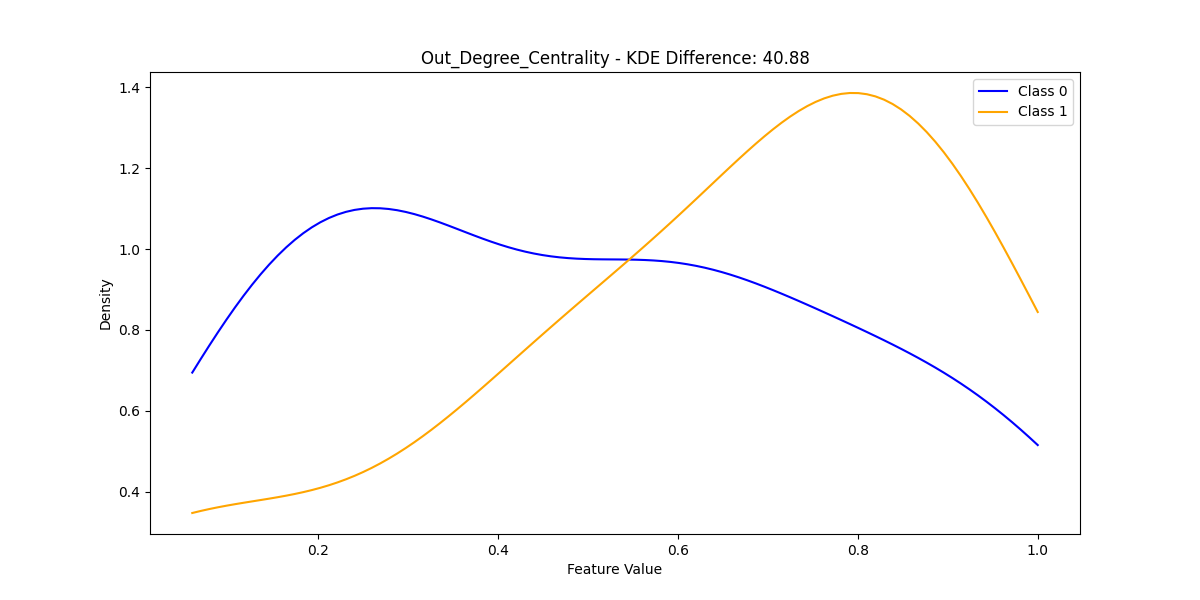 Out_Degree_Centrality - KDE Difference: 40.88
Class 0
Class 1
Density
1.4
1.2
1.0
0.8
0.6
0.4
0.2
0.4
0.6
0.8
1.0
Feature Value